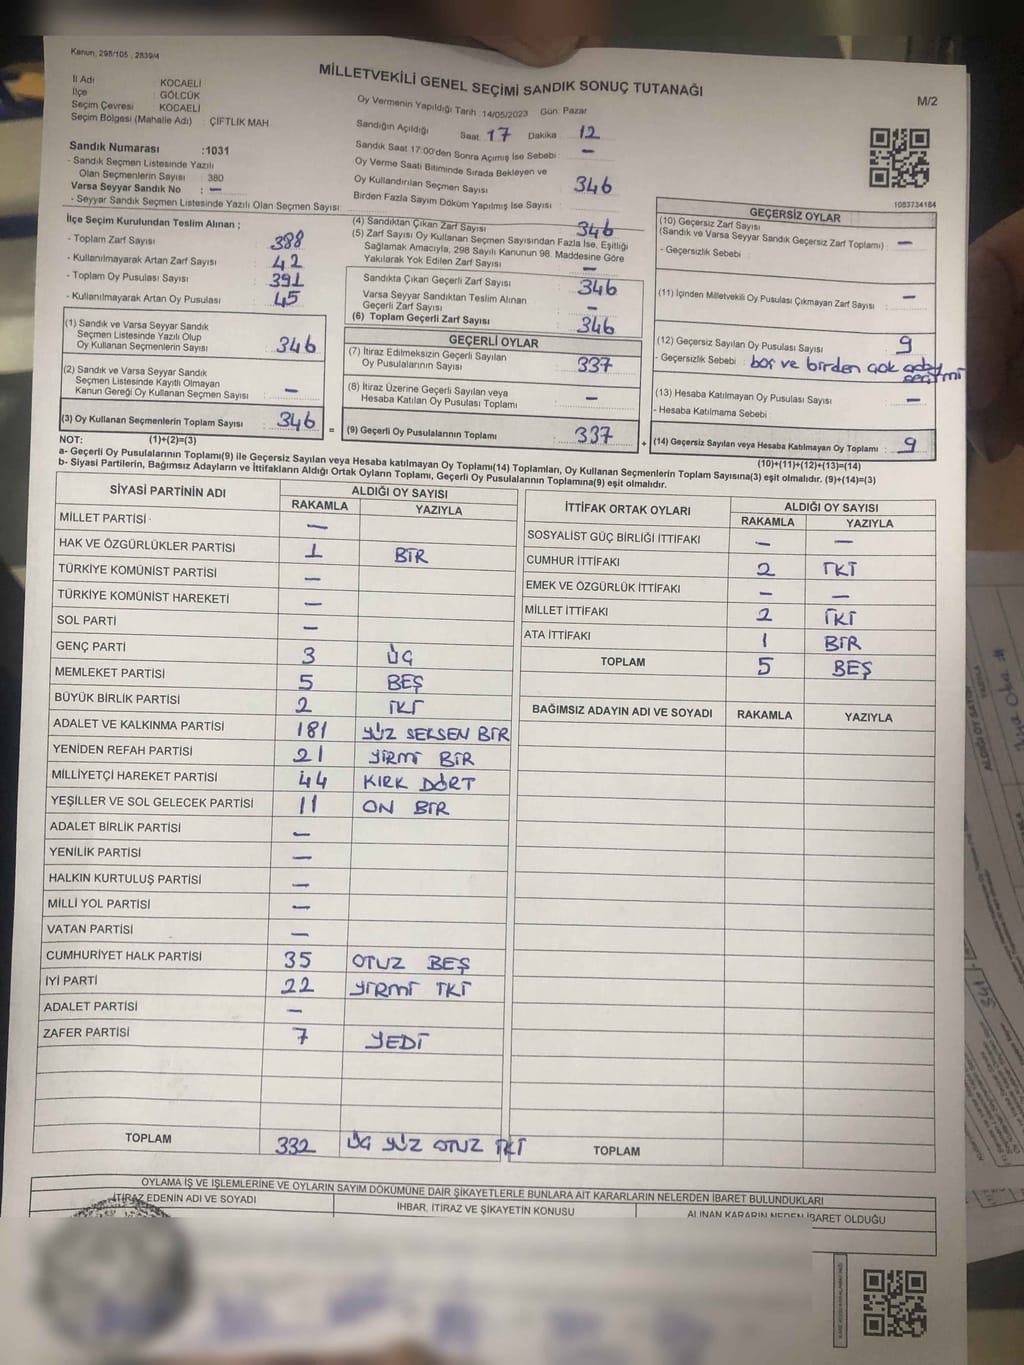 Kanun, 298/105 , 2839/4
MİLLETVEKİLİ GENEL SEÇİMİ SANDIK SONUÇ TUTANAĞI
M/2
İl Adı : KOCAELİ
İlçe : GÖLCÜK
Seçim Çevresi : KOCAELİ
Seçim Bölgesi (Mahalle Adı) : ÇİFTLİK MAH
Sandık Numarası :1031
- Sandık Seçmen Listesinde Yazılı
Olan Seçmenlerin Sayısı : 380
Varsa Seyyar Sandık No : –
- Seyyar Sandık Seçmen Listesinde Yazılı Olan Seçmen Sayısı:
Oy Vermenin Yapıldığı Tarih :14/05/2023 Gün: Pazar
Sandığın Açıldığı Saat: 17 Dakika : 12
Sandık Saat 17:00'den Sonra Açımış İse Sebebi : –
Oy Verme Saati Bitiminde Sırada Bekleyen ve
Oy Kullandırılan Seçmen Sayısı : 346
Birden Fazla Sayım Döküm Yapılmış İse Sayısı :
1083734184
İlçe Seçim Kurulundan Teslim Alınan ;
- Toplam Zarf Sayısı : 388
- Kullanılmayarak Artan Zarf Sayısı : 42
- Toplam Oy Pusulası Sayısı : 391
- Kullanılmayarak Artan Oy Pusulası : 45
(1) Sandık ve Varsa Seyyar Sandık
Seçmen Listesinde Yazılı Olup
Oy Kullanan Seçmenlerin Sayısı : 346
(2) Sandık ve Varsa Seyyar Sandık
Seçmen Listesinde Kayıtlı Olmayan
Kanun Gereği Oy Kullanan Seçmen Sayısı : –
(3) Oy Kullanan Seçmenlerin Toplam Sayısı : 346
(4) Sandıktan Çıkan Zarf Sayısı : 346
(5) Zarf Sayısı Oy Kullanan Seçmen Sayısından Fazla İse, Eşitliği
Sağlamak Amacıyla, 298 Sayılı Kanunun 98. Maddesine Göre
Yakılarak Yok Edilen Zarf Sayısı : –
Sandıkta Çıkan Geçerli Zarf Sayısı : 346
Varsa Seyyar Sandıktan Teslim Alınan
Geçerli Zarf Sayısı : –
(6) Toplam Geçerli Zarf Sayısı : 346
GEÇERLİ OYLAR
(7) İtiraz Edilmeksizin Geçerli Sayılan
Oy Pusulalarının Sayısı : 337
(8) İtiraz Üzerine Geçerli Sayılan veya
Hesaba Katılan Oy Pusulası Toplamı : –
= (9) Geçerli Oy Pusulalarının Toplamı : 337
GEÇERSİZ OYLAR
(10) Geçersiz Zarf Sayısı
(Sandık ve Varsa Seyyar Sandık Geçersiz Zarf Toplamı) : –
- Geçersizlik Sebebi :
(11) İçinden Milletvekili Oy Pusulası Çıkmayan Zarf Sayısı : –
(12) Geçersiz Sayılan Oy Pusulası Sayısı : 9
- Geçersizlik Sebebi : boş ve birden çok aday
seçimi
(13) Hesaba Katılmayan Oy Pusulası Sayısı : –
- Hesaba Katılmama Sebebi :
+ (14) Geçersiz Sayılan veya Hesaba Katılmayan Oy Toplamı : 9
NOT: (1)+(2)=(3)
(10)+(11)+(12)+(13)=(14)
a- Geçerli Oy Pusulalarının Toplamı(9) ile Geçersiz Sayılan veya Hesaba katılmayan Oy Toplamı(14) Toplamları, Oy Kullanan Seçmenlerin Toplam Sayısına(3) eşit olmalıdır. (9)+(14)=(3)
b- Siyasi Partilerin, Bağımsız Adayların ve İttifakların Aldığı Ortak Oyların Toplamı, Geçerli Oy Pusulalarının Toplamına(9) eşit olmalıdır.
SİYASİ PARTİNİN ADI ALDIĞI OY SAYISI
RAKAMLA YAZIYLA
MİLLET PARTİSİ –
HAK VE ÖZGÜRLÜKLER PARTİSİ 1 BİR
TÜRKİYE KOMÜNİST PARTİSİ –
TÜRKİYE KOMÜNİST HAREKETİ –
SOL PARTİ –
GENÇ PARTİ 3 ÜÇ
MEMLEKET PARTİSİ 5 BEŞ
BÜYÜK BİRLİK PARTİSİ 2 İKİ
ADALET VE KALKINMA PARTİSİ 181 YÜZ SEKSEN BİR
YENİDEN REFAH PARTİSİ 21 YİRMİ BİR
MİLLİYETÇİ HAREKET PARTİSİ 44 KIRK DÖRT
YEŞİLLER VE SOL GELECEK PARTİSİ 11 ON BİR
ADALET BİRLİK PARTİSİ –
YENİLİK PARTİSİ –
HALKIN KURTULUŞ PARTİSİ –
MİLLİ YOL PARTİSİ –
VATAN PARTİSİ –
CUMHURİYET HALK PARTİSİ 35 OTUZ BEŞ
İYİ PARTİ 22 YİRMİ İKİ
ADALET PARTİSİ –
ZAFER PARTİSİ 7 YEDİ
TOPLAM 332 ÜÇ YÜZ OTUZ İKİ
İTTİFAK ORTAK OYLARI ALDIĞI OY SAYISI
RAKAMLA YAZIYLA
SOSYALİST GÜÇ BİRLİĞİ İTTİFAKI – –
CUMHUR İTTİFAKI 2 İKİ
EMEK VE ÖZGÜRLÜK İTTİFAKI – –
MİLLET İTTİFAKI 2 İKİ
ATA İTTİFAKI 1 BİR
TOPLAM 5 BEŞ
BAĞIMSIZ ADAYIN ADI VE SOYADI RAKAMLA YAZIYLA
TOPLAM
OYLAMA İŞ VE İŞLEMLERİNE VE OYLARIN SAYIM DÖKÜMÜNE DAİR ŞİKAYETLERLE BUNLARA AİT KARARLARIN NELERDEN İBARET BULUNDUKLARI
İTİRAZ EDENİN ADI VE SOYADI İHBAR, İTİRAZ VE ŞİKAYETİN KONUSU ALINAN KARARIN NEDEN İBARET OLDUĞU